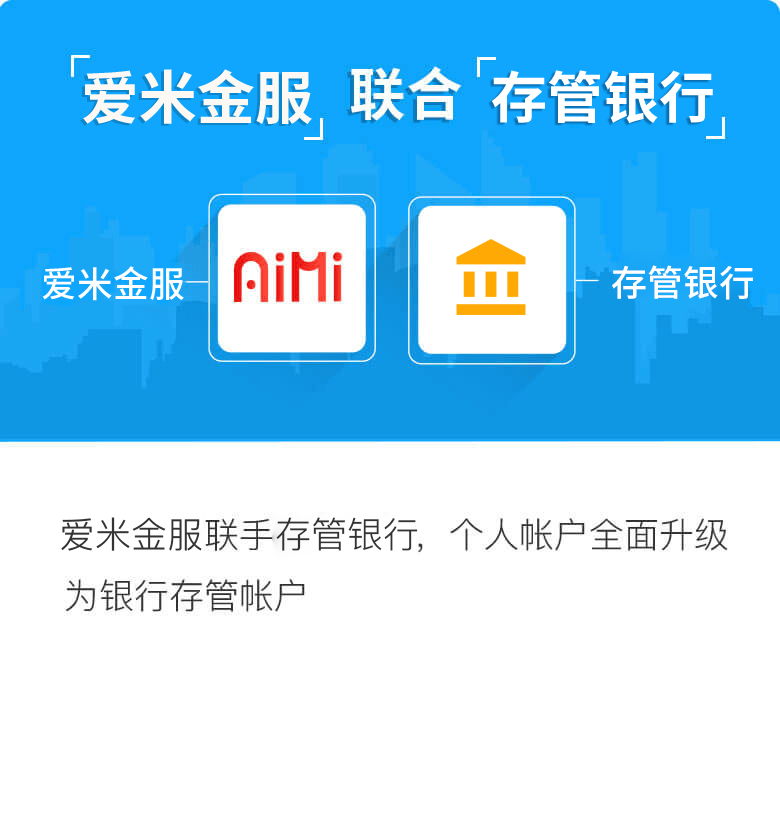 「爱米金服」联合「存管银行」
爱米金服
AiMi
存管银行
爱米金服联手存管银行,个人帐户全面升级
为银行存管帐户